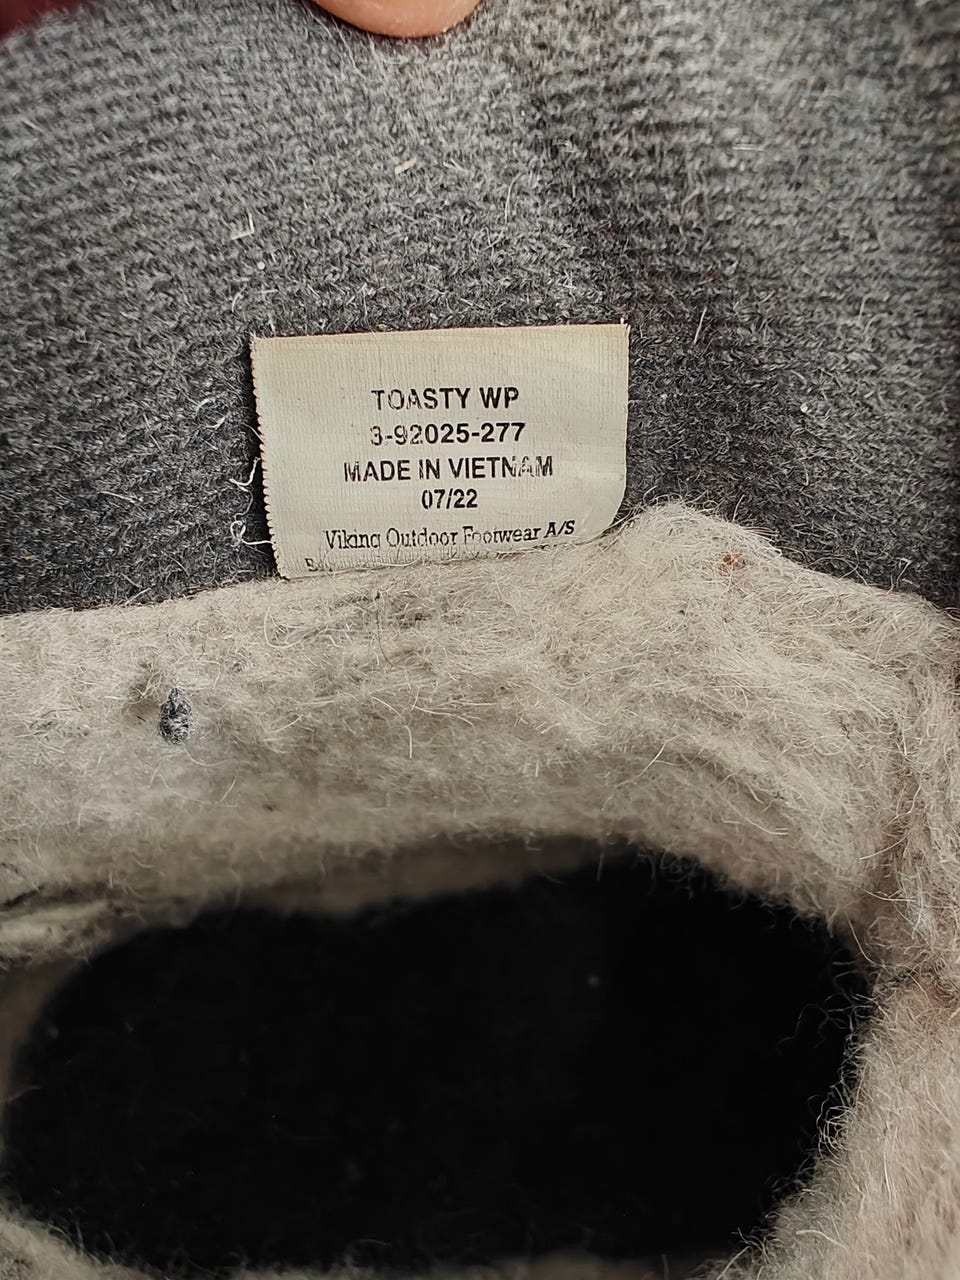 TOASTY WP
3-92025-277
MADE IN VIETNAM
07/22
Viking Outdoor Footwear A/S